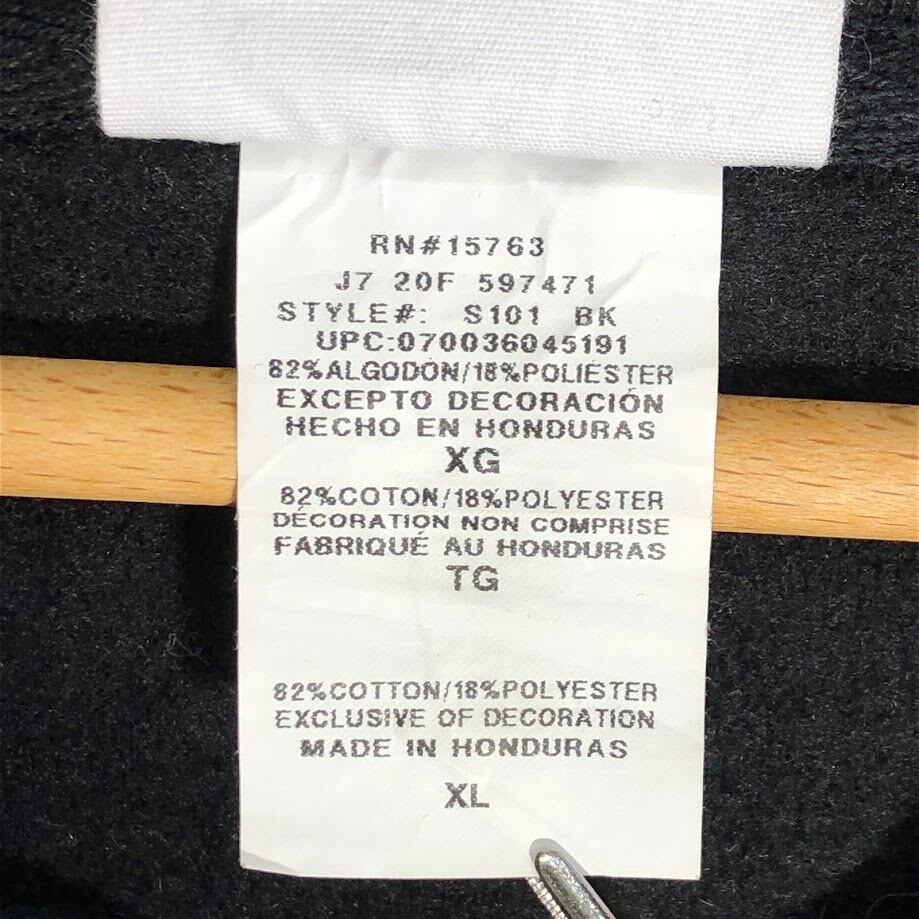 RN#15763
J7 20F 597471
STYLE#: S101 BK
UPC:070036045191
82%ALGODÓN/18%POLIÉSTER
EXCEPTO DECORACIÓN
HECHO EN HONDURAS
XG
82%COTON/18%POLYESTER
DÉCORATION NON COMPRISE
FABRIQUÉ AU HONDURAS
TG
82%COTTON/18%POLYESTER
EXCLUSIVE OF DECORATION
MADE IN HONDURAS
XL